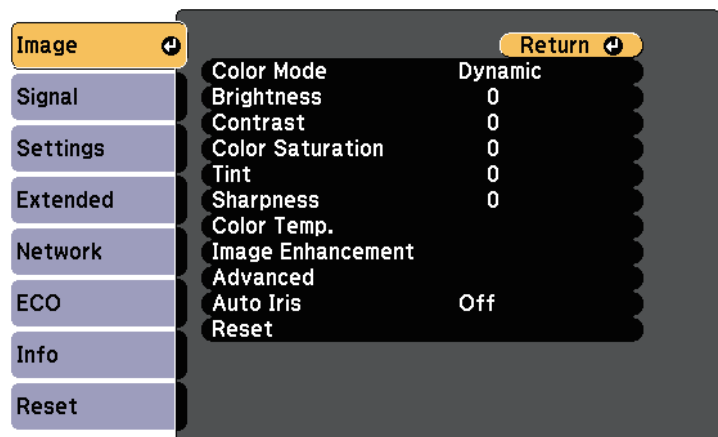 Image
Signal
Settings
Extended
Network
ECO
Info
Reset
Return
Color Mode Dynamic
Brightness 0
Contrast 0
Color Saturation 0
Tint 0
Sharpness 0
Color Temp.
Image Enhancement
Advanced
Auto Iris Off
Reset